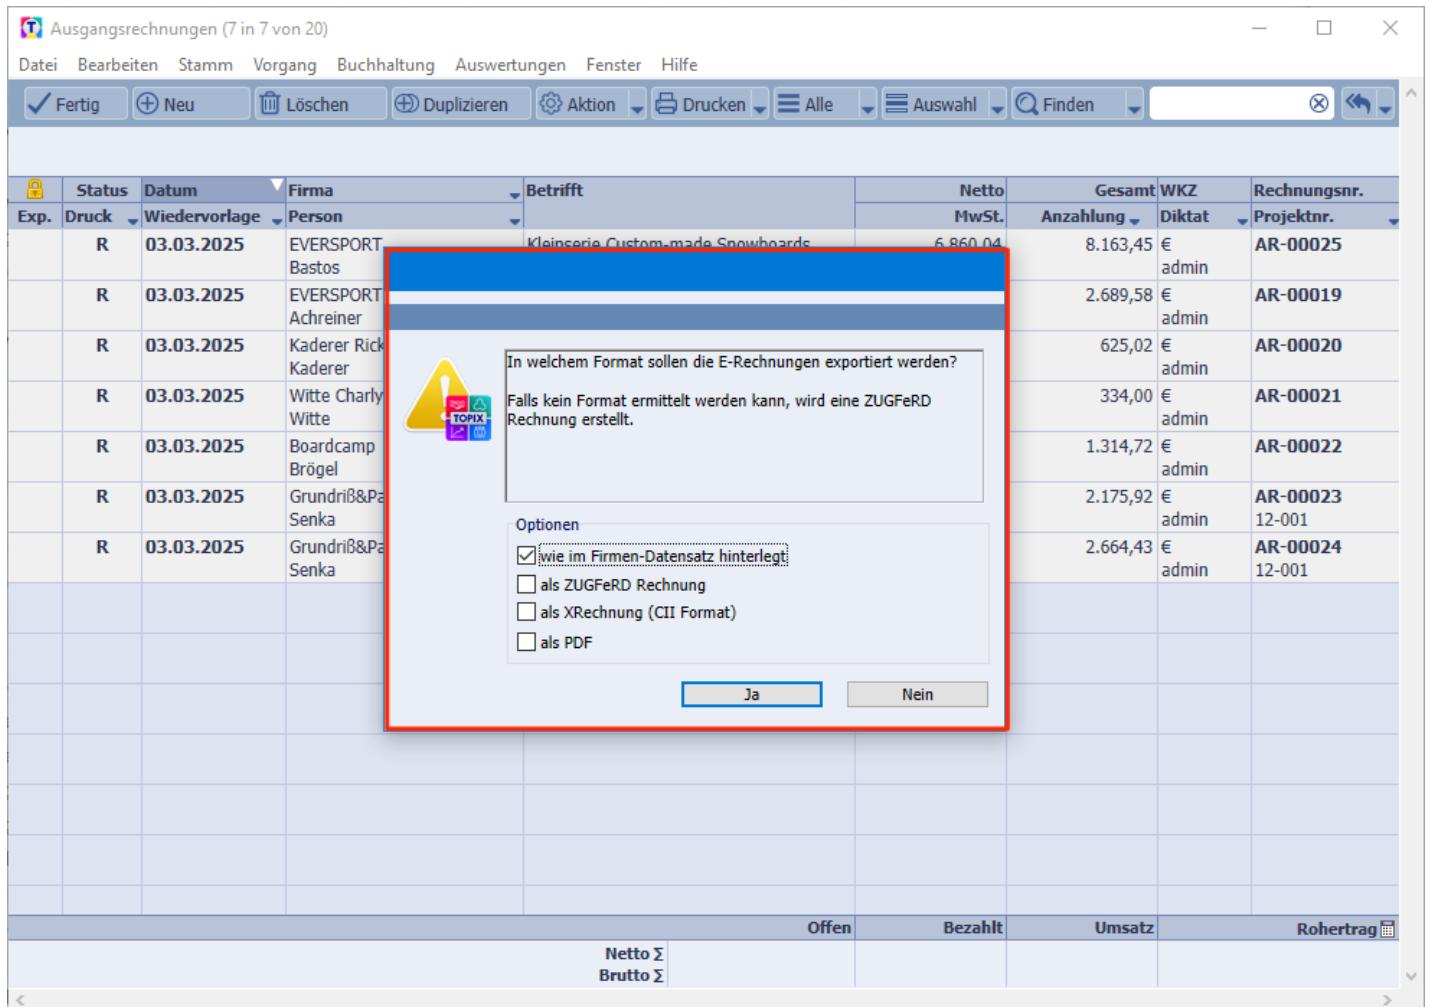 Ausgangsrechnungen (7 in 7 von 20)
Datei Bearbeiten Stamm Vorgang Buchhaltung Auswertungen Fenster Hilfe
Fertig Neu Löschen Duplizieren Aktion Drucken Alle Auswahl Finden
Status Datum Firma Betrifft Netto Gesamt WKZ Rechnungsnr.
Exp. Druck Wiedervorlage Person MwSt. Anzahlung Diktat Projektnr.
R 03.03.2025 EVERSPORT Kleinserie Custom-made Snowboards 6.860,04 8.163,45 € AR-00025
Bastos admin
R 03.03.2025 EVERSPORT 2.689,58 € AR-00019
Achreiner admin
R 03.03.2025 Kaderer Rick 625,02 € AR-00020
Kaderer admin
R 03.03.2025 Witte Charly 334,00 € AR-00021
Witte admin
R 03.03.2025 Boardcamp 1.314,72 € AR-00022
Brögel admin
R 03.03.2025 Grundriß&Pa 2.175,92 € AR-00023
Senka admin 12-001
R 03.03.2025 Grundriß&Pa 2.664,43 € AR-00024
Senka admin 12-001
In welchem Format sollen die E-Rechnungen exportiert werden?
Falls kein Format ermittelt werden kann, wird eine ZUGFeRD
Rechnung erstellt.
TOPIX
Optionen
wie im Firmen-Datensatz hinterlegt
als ZUGFeRD Rechnung
als XRechnung (CII Format)
als PDF
Ja Nein
Offen Bezahlt Umsatz Rohertrag
Netto Σ
Brutto Σ